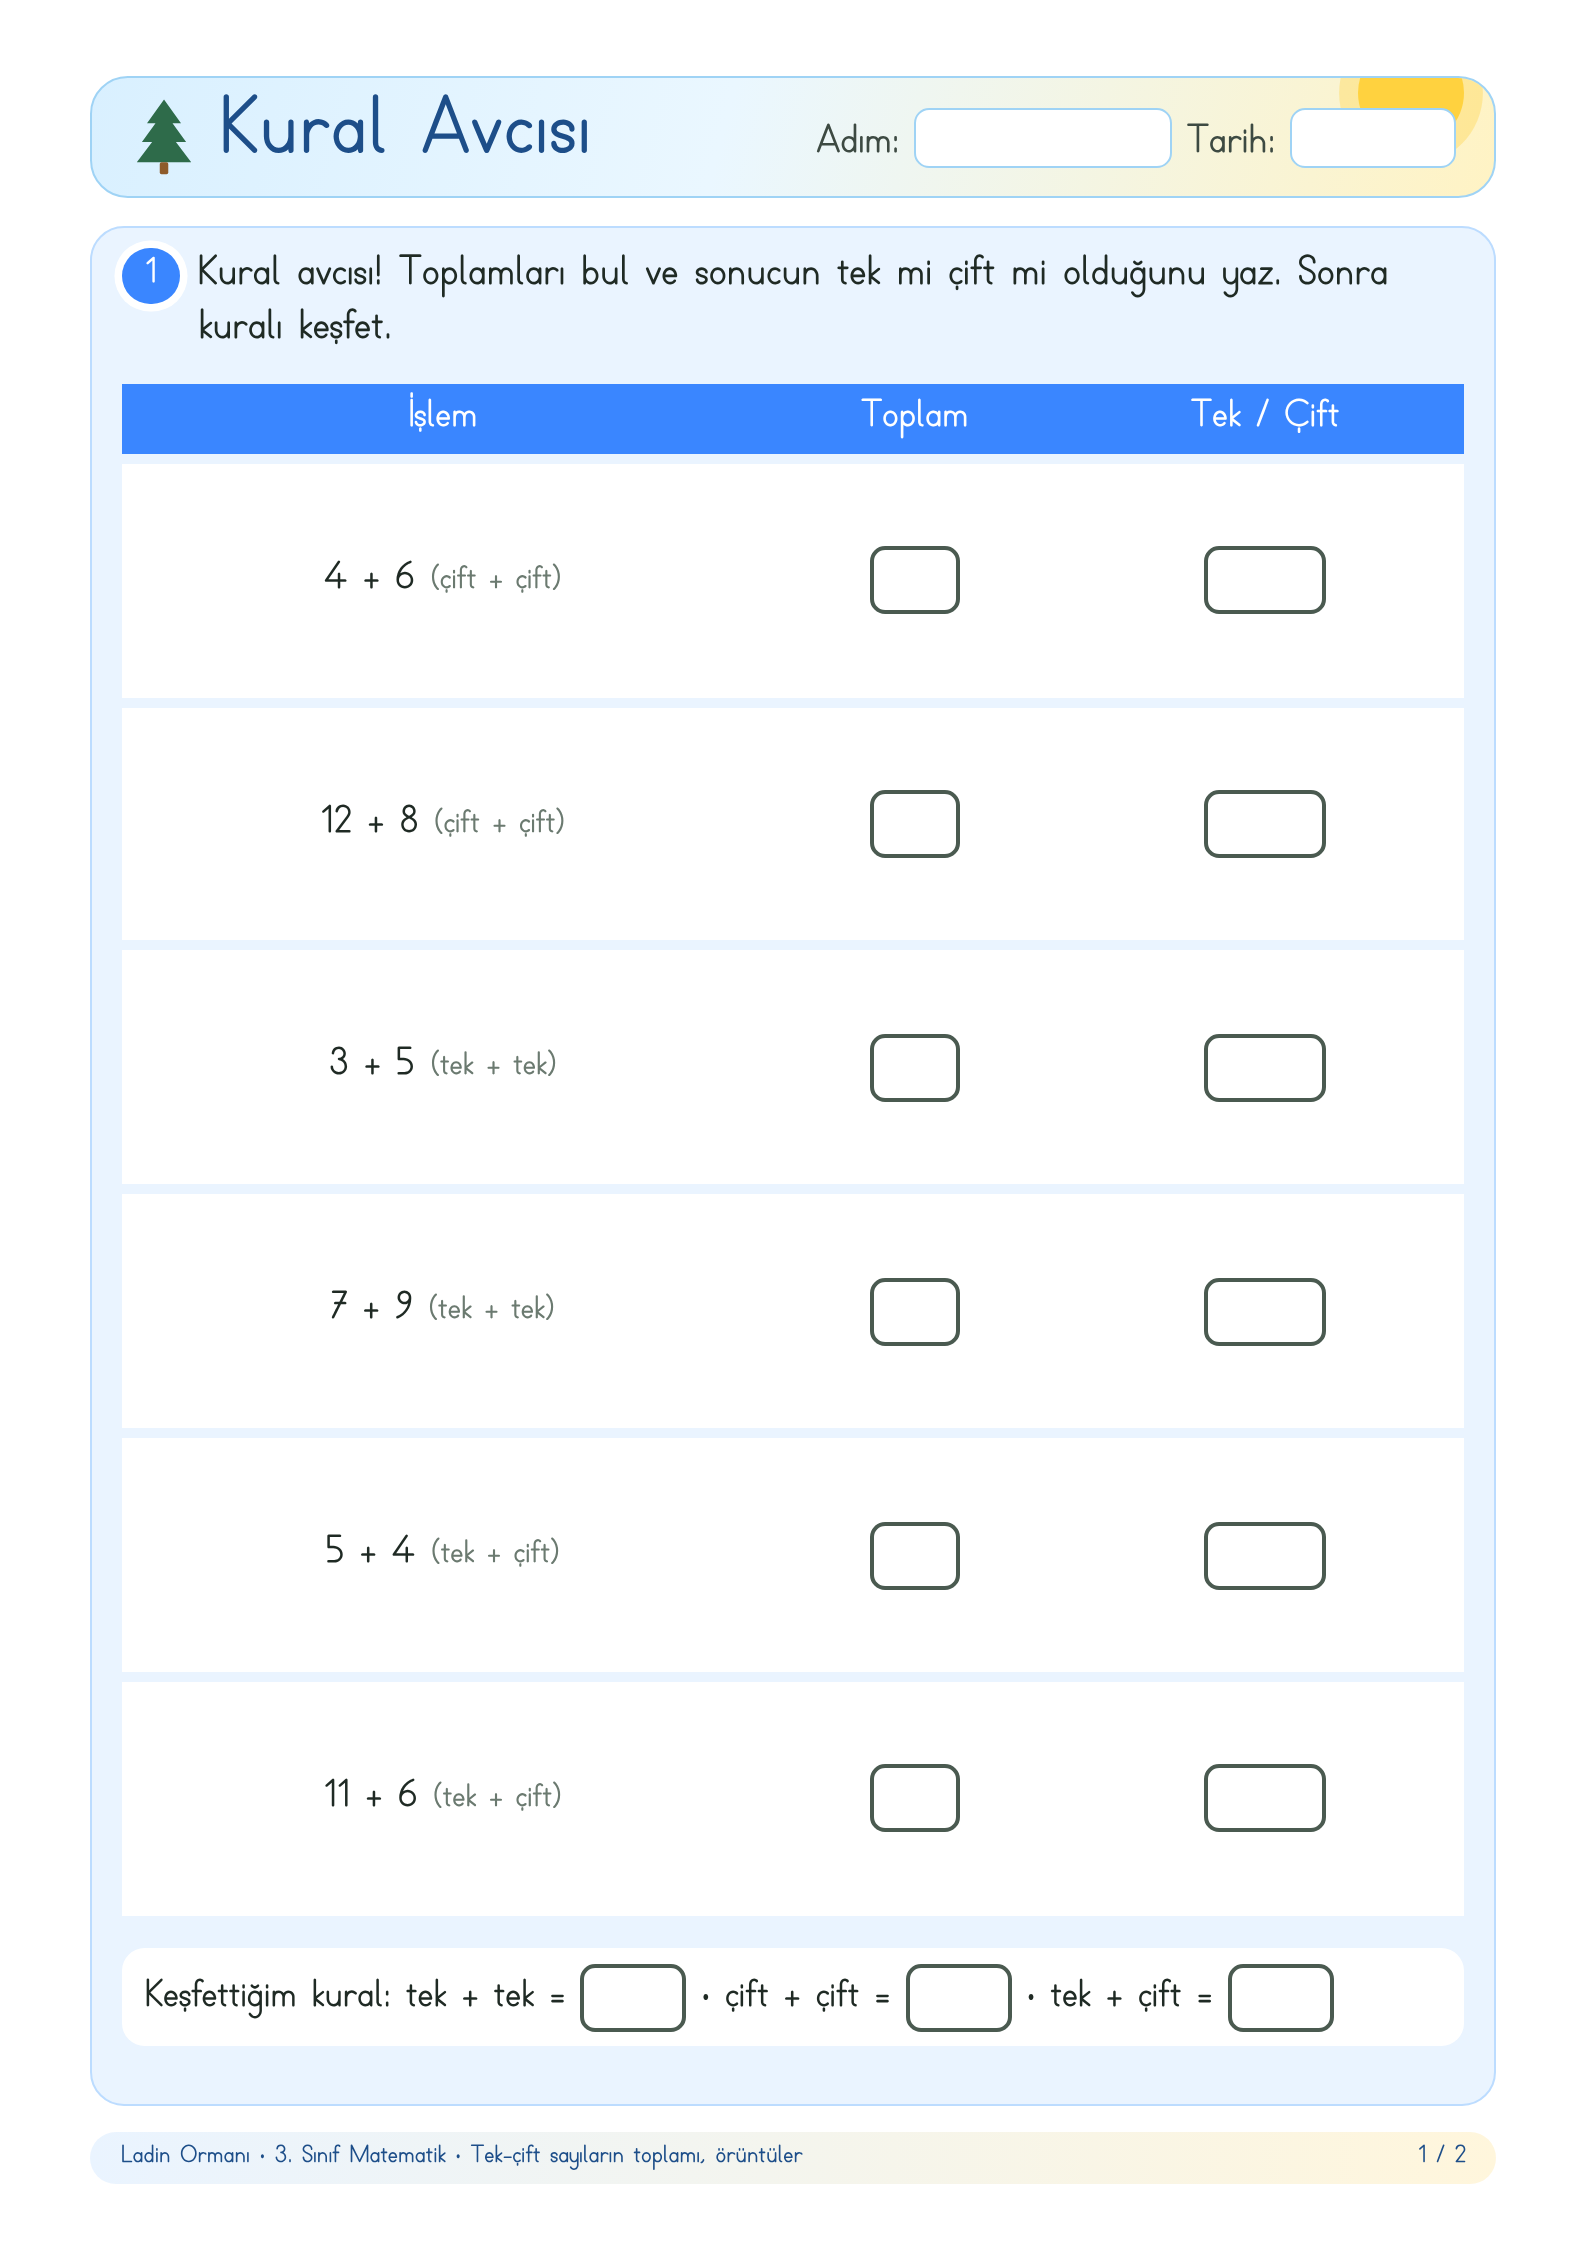 Kural Avcısı
Adım: Tarih:
1 Kural avcısı! Toplamları bul ve sonucun tek mi çift mi olduğunu yaz. Sonra
kuralı keşfet.
İşlem Toplam Tek / Çift
4 + 6 (çift + çift)
12 + 8 (çift + çift)
3 + 5 (tek + tek)
7 + 9 (tek + tek)
5 + 4 (tek + çift)
11 + 6 (tek + çift)
Keşfettiğim kural: tek + tek = • çift + çift = • tek + çift =
Ladin Ormanı • 3. Sınıf Matematik • Tek-çift sayıların toplamı, örüntüler 1 / 2